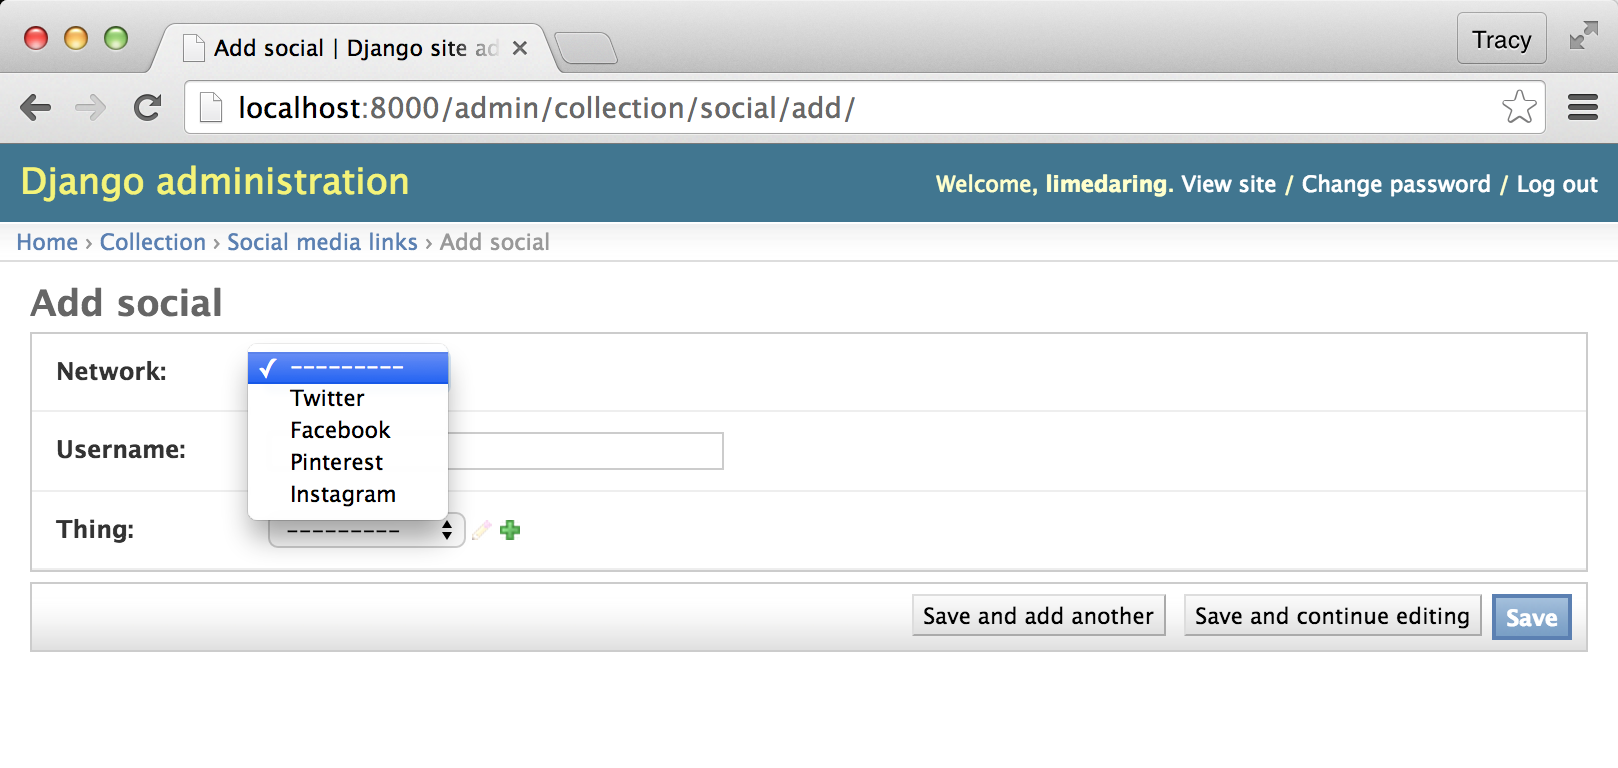 Add social | Django site ad
Tracy
localhost:8000/admin/collection/social/add/
Django administration
Welcome, limedaring. View site / Change password / Log out
Home › Collection › Social media links › Add social
Add social
Network:
---------
Twitter
Facebook
Pinterest
Instagram
Username:
Thing:
---------
Save and add another
Save and continue editing
Save